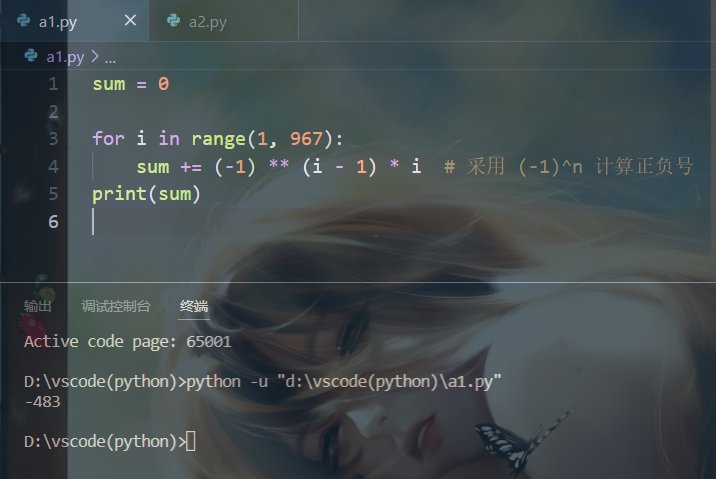 a1.py
a2.py
a1.py > ...
1 sum = 0
2
3 for i in range(1, 967):
4 sum += (-1) ** (i - 1) * i # 采用 (-1)^n 计算正负号
5 print(sum)
6
输出 调试控制台 终端
Active code page: 65001
D:\vscode(python)>python -u "d:\vscode(python)\a1.py"
-483
D:\vscode(python)>